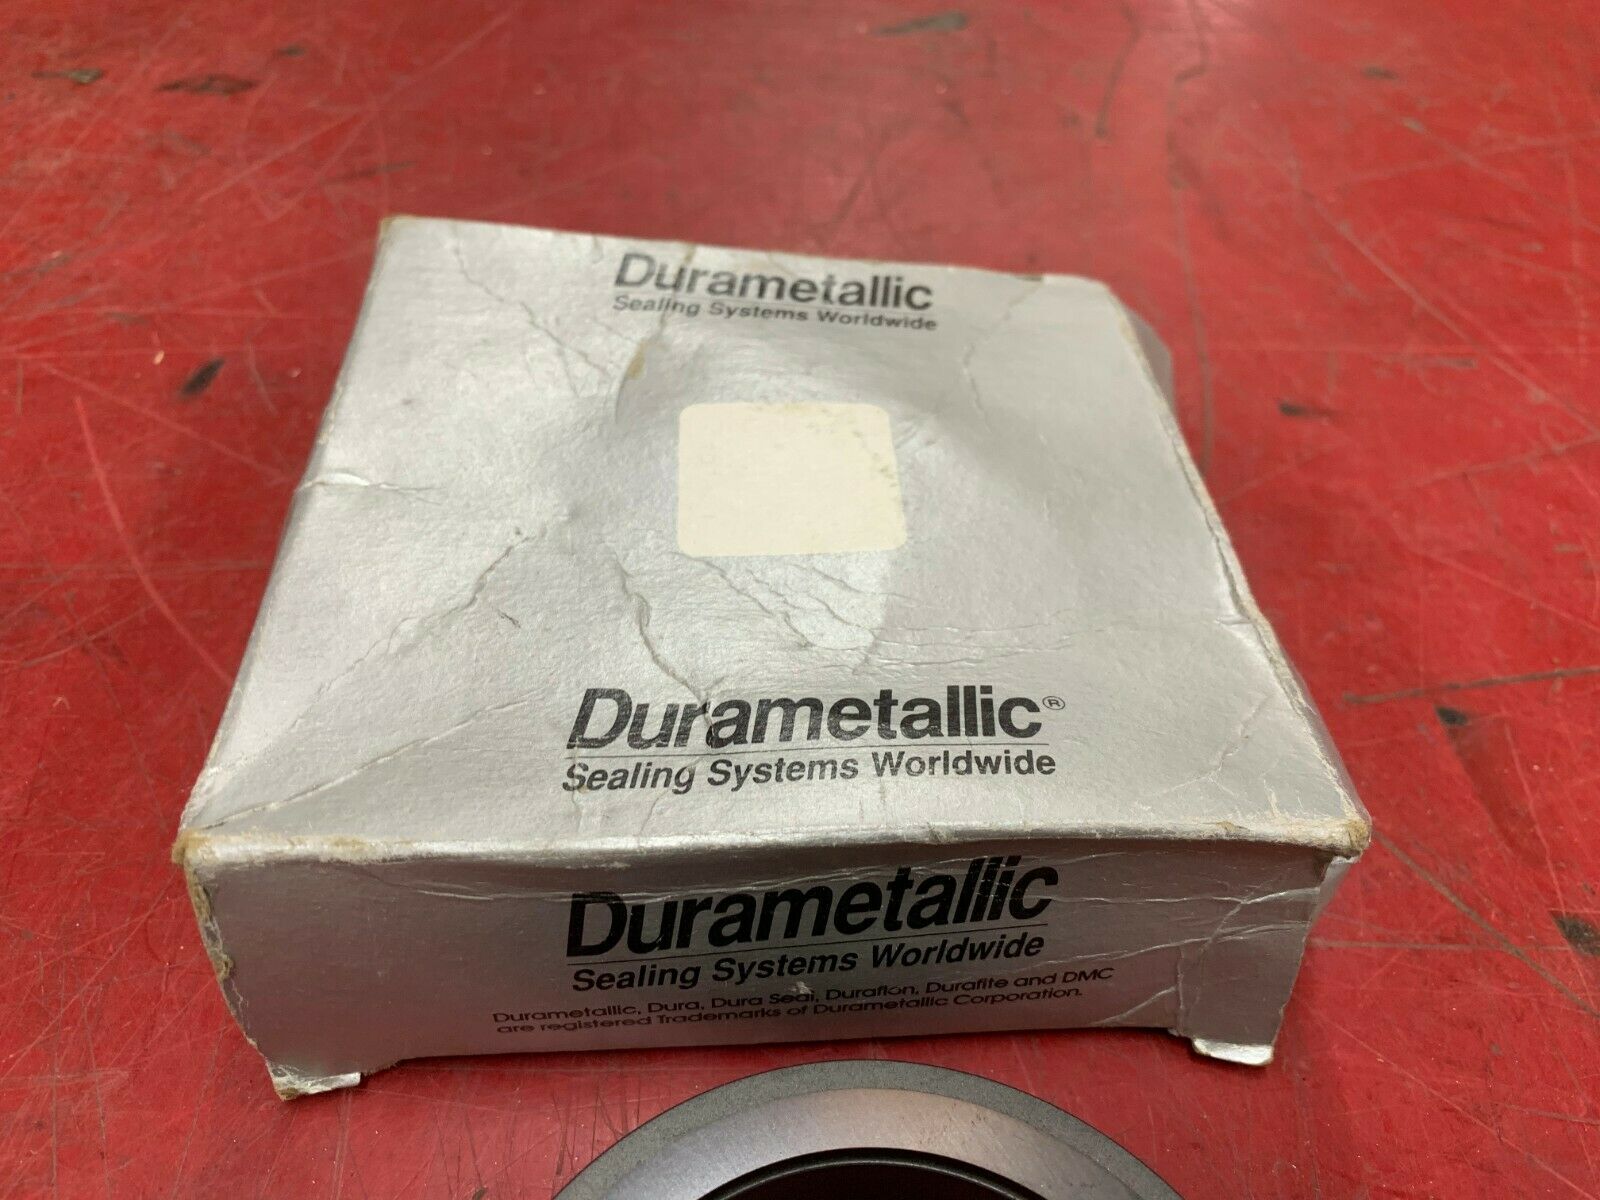 Durametallic
Sealing Systems Worldwide
Durametallic®
Sealing Systems Worldwide
Durametallic
Sealing Systems Worldwide
Durametallic, Dura, Dura Seal, Duraflon, Durafite and DMC
are registered Trademarks of Durametallic Corporation.